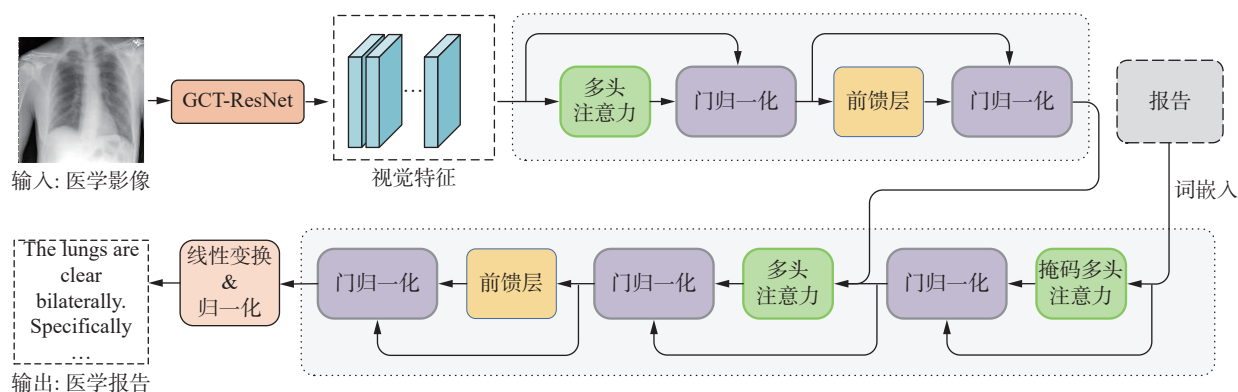 GCT-ResNet
…
多头
注意力
门归一化
前馈层
门归一化
报告
输入: 医学影像
视觉特征
词嵌入
The lungs are
clear
bilaterally.
Specifically
…
线性变换
&
归一化
门归一化
前馈层
门归一化
多头
注意力
门归一化
掩码多头
注意力
输出: 医学报告